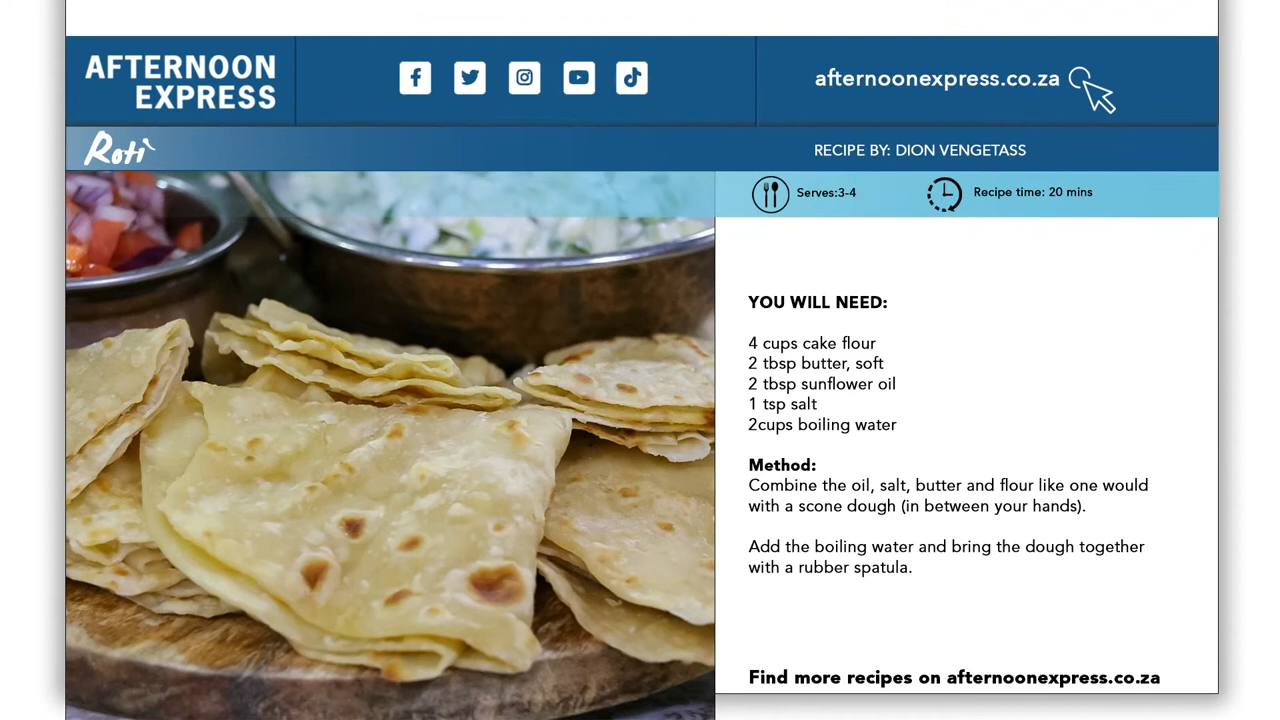 AFTERNOON
EXPRESS
afternoonexpress.co.za
Roti
RECIPE BY: DION VENGETASS
Serves:3-4
Recipe time: 20 mins
YOU WILL NEED:
4 cups cake flour
2 tbsp butter, soft
2 tbsp sunflower oil
1 tsp salt
2cups boiling water
Method:
Combine the oil, salt, butter and flour like one would
with a scone dough (in between your hands).
Add the boiling water and bring the dough together
with a rubber spatula.
Find more recipes on afternoonexpress.co.za